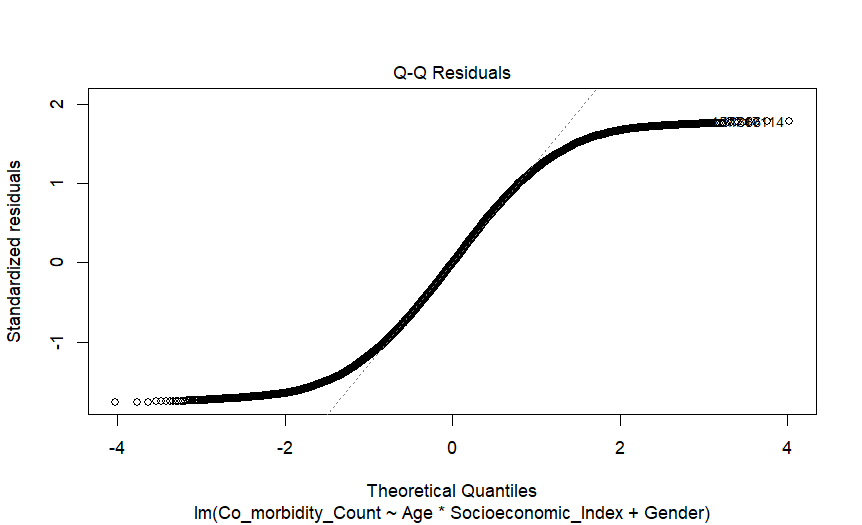 Q-Q Residuals
Standardized residuals
2
1
0
-1
-4
-2
0
2
4
Theoretical Quantiles
lm(Co_morbidity_Count ~ Age * Socioeconomic_Index + Gender)